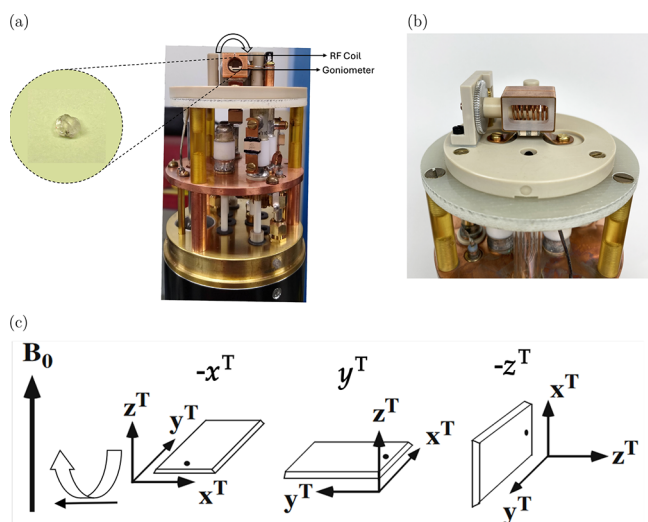 (a)
RF Coil
Goniometer
(b)
(c)
B₀
-xᵀ
yᵀ
-zᵀ
zᵀ
yᵀ
xᵀ
zᵀ
xᵀ
yᵀ
xᵀ
zᵀ
yᵀ